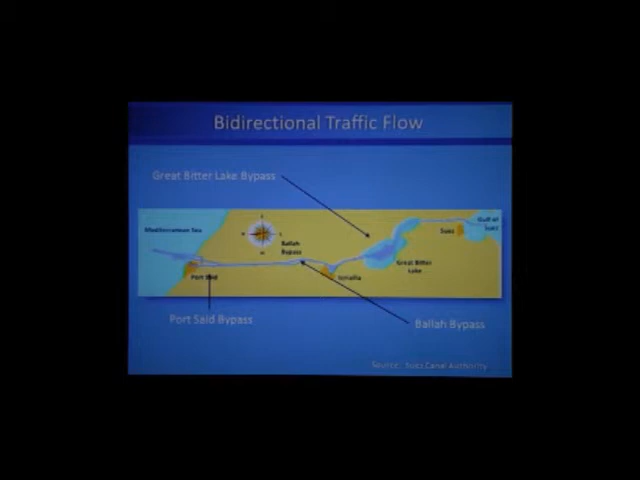 Bidirectional Traffic Flow
Great Bitter Lake Bypass
Mediterranean Sea
Ballah
Bypass
Gulf of
Suez
Suez
Port Said
Ismailia
Great Bitter
Lake
Port Said Bypass
Ballah Bypass
Source: Suez Canal Authority